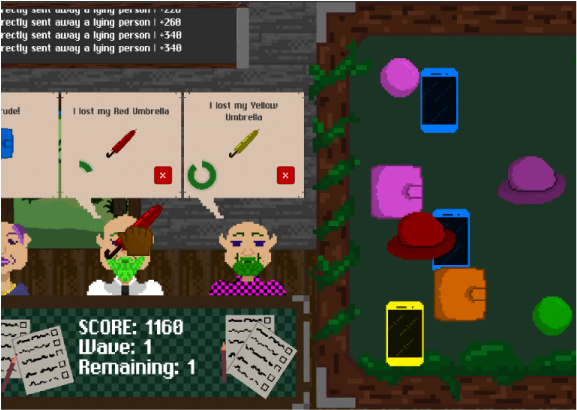 rectly sent away a lying person | +220
rectly sent away a lying person | +260
rectly sent away a lying person | +340
rectly sent away a lying person | +340
rude!
I lost my Red Umbrella
I lost my Yellow
Umbrella
X
X
SCORE: 1160
Wave: 1
Remaining: 1